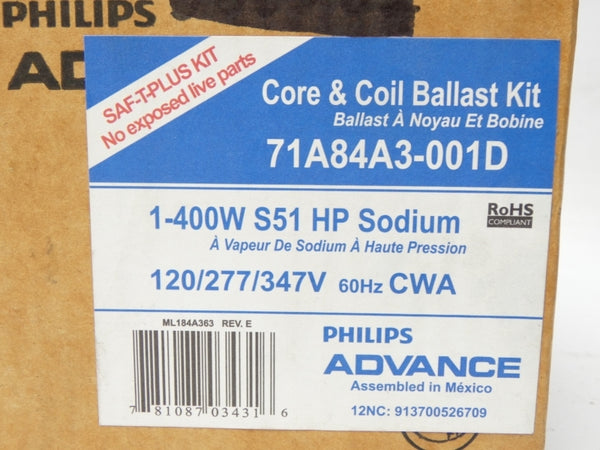 PHILIPS
AD
SAF-T-PLUS KIT
No exposed live parts
Core & Coil Ballast Kit
Ballast À Noyau Et Bobine
71A84A3-001D
1-400W S51 HP Sodium
RoHS
COMPLIANT
À Vapeur De Sodium À Haute Pression
120/277/347V 60Hz CWA
ML184A363 REV. E
7 81087 03431 6
PHILIPS
ADVANCE
Assembled in México
12NC: 913700526709